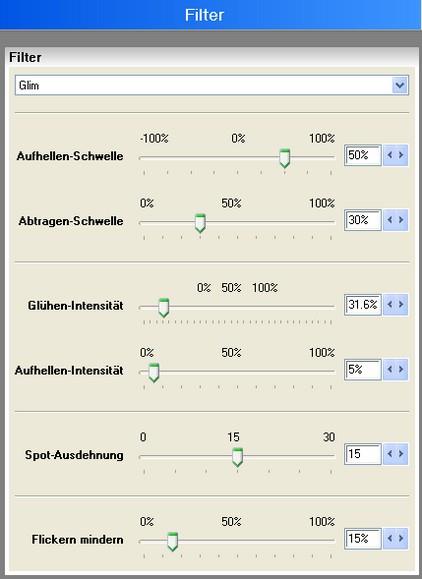 Filter
Filter
Glim
-100% 0% 100%
Aufhellen-Schwelle 50%
0% 50% 100%
Abtragen-Schwelle 30%
0% 50% 100%
Glühen-Intensität 31.6%
0% 50% 100%
Aufhellen-Intensität 5%
0 15 30
Spot-Ausdehnung 15
0% 50% 100%
Flickern mindern 15%